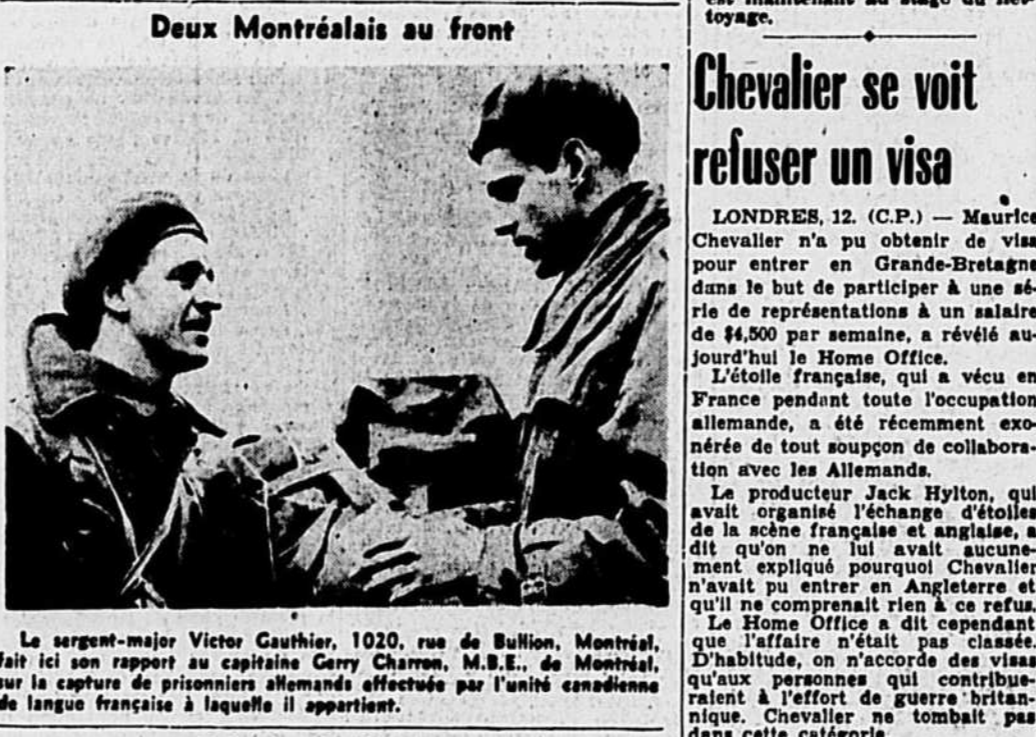 Deux Montréalais au front
Le sergent-major Victor Gauthier, 1020, rue de Bullion, Montréal,
fait ici son rapport au capitaine Gerry Charron, M.B.E., de Montréal,
sur la capture de prisonniers allemands effectuée par l'unité canadienne
de langue française à laquelle il appartient.
est maintenant au stage du net-
toyage.
Chevalier se voit
refuser un visa
LONDRES, 12. (C.P.) — Maurice
Chevalier n'a pu obtenir de visa
pour entrer en Grande-Bretagne
dans le but de participer à une sé-
rie de représentations à un salaire
de $4,500 par semaine, a révélé au-
jourd'hui le Home Office.
L'étoile française, qui a vécu en
France pendant toute l'occupation
allemande, a été récemment exo-
nérée de tout soupçon de collabora-
tion avec les Allemands.
Le producteur Jack Hylton, qui
avait organisé l'échange d'étoiles
de la scène française et anglaise, a
dit qu'on ne lui avait aucune-
ment expliqué pourquoi Chevalier
n'avait pu entrer en Angleterre et
qu'il ne comprenait rien à ce refus.
Le Home Office a dit cependant
que l'affaire n'était pas classée.
D'habitude, on n'accorde des visas
qu'aux personnes qui contribue-
raient à l'effort de guerre britan-
nique. Chevalier ne tombait pas
dans cette catégorie.